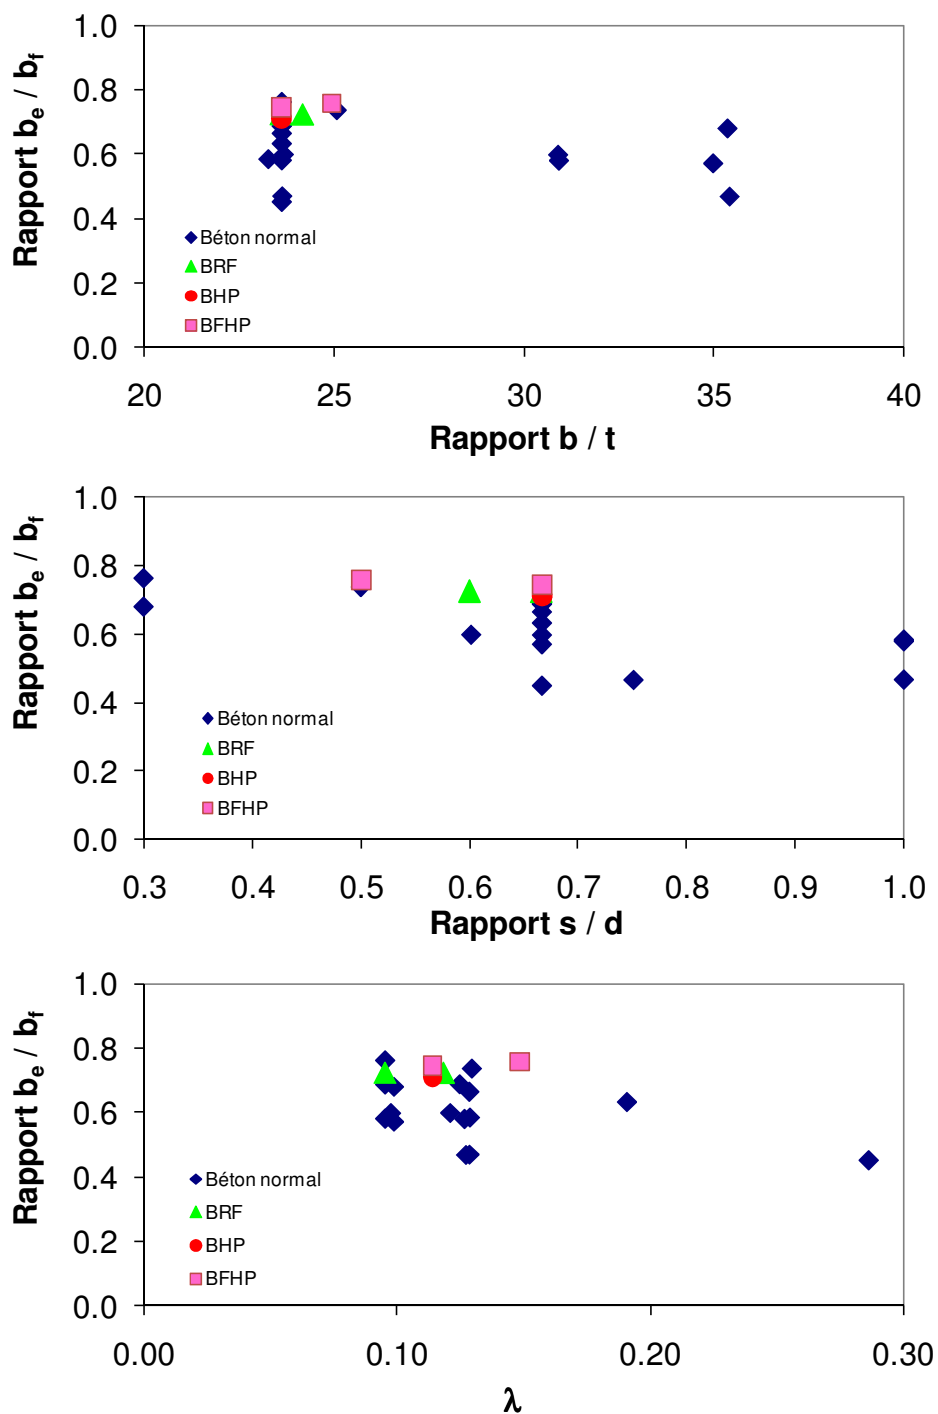 1.0
0.8
0.6
0.4
0.2
0.0
Rapport be / bf
Béton normal
BRF
BHP
BFHP
20 25 30 35 40
Rapport b / t
1.0
0.8
0.6
0.4
0.2
0.0
Rapport be / bf
Béton normal
BRF
BHP
BFHP
0.3 0.4 0.5 0.6 0.7 0.8 0.9 1.0
Rapport s / d
1.0
0.8
0.6
0.4
0.2
0.0
Rapport be / bf
Béton normal
BRF
BHP
BFHP
0.00 0.10 0.20 0.30
λ